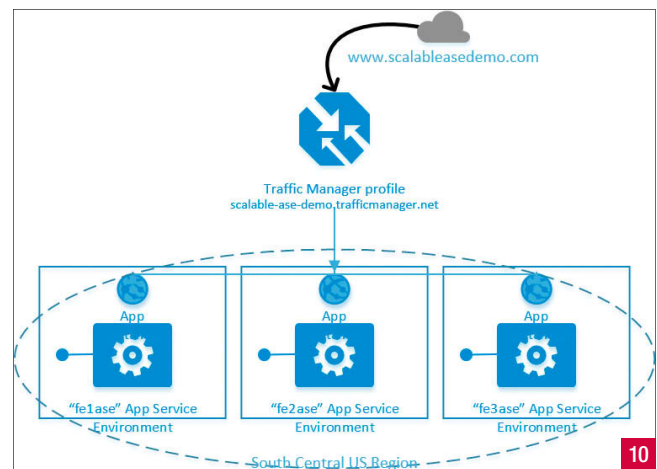 www.scalableasedemo.com
Traffic Manager profile
scalable-ase-demo.trafficmanager.net
App
App
App
“fe1ase” App Service
Environment
“fe2ase” App Service
Environment
“fe3ase” App Service
Environment
South Central US Region
10